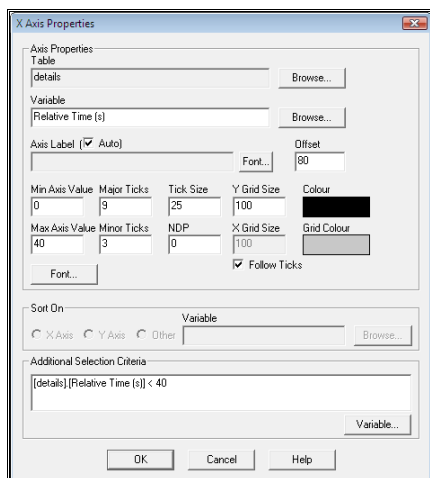 X Axis Properties
Axis Properties
Table
details
Browse...
Variable
Relative Time (s)
Browse...
Axis Label (Auto)
Font...
Offset
80
Min Axis Value Major Ticks Tick Size Y Grid Size Colour
0 9 25 100
Max Axis Value Minor Ticks NDP X Grid Size Grid Colour
40 3 0 100
Font...
Follow Ticks
Sort On
X Axis Y Axis Other
Variable
Browse...
Additional Selection Criteria
[details].[Relative Time (s)] < 40
Variable...
OK Cancel Help